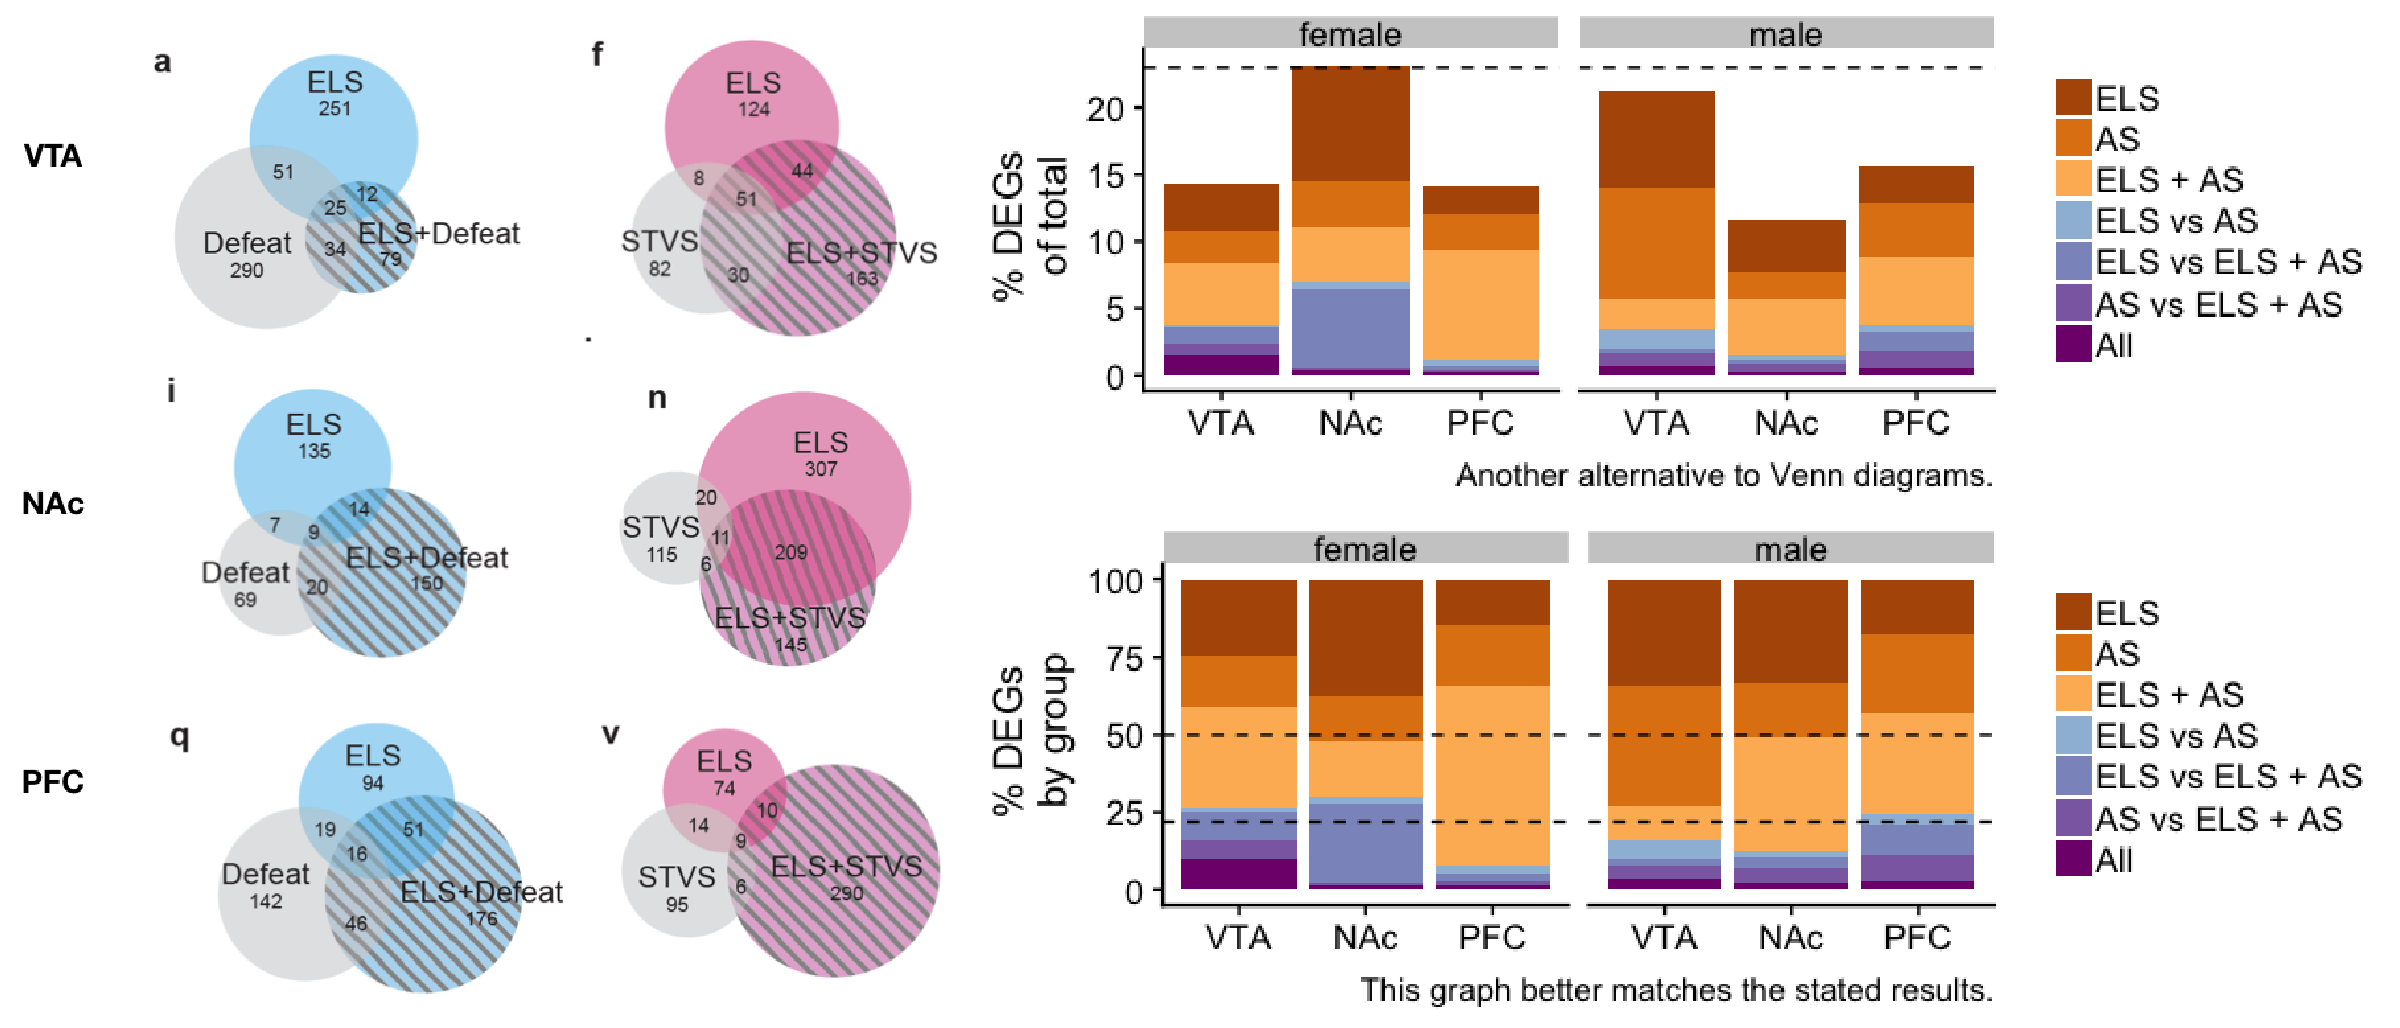 a
ELS
251
51
12
25
Defeat
290
34
ELS+Defeat
79
VTA
f
ELS
124
8
44
51
STVS
82
30
ELS+STVS
163
i
ELS
135
7
14
9
Defeat
69
20
ELS+Defeat
150
NAc
n
ELS
307
20
STVS
115
11
6
209
ELS+STVS
145
q
ELS
94
19
51
16
Defeat
142
46
ELS+Defeat
176
PFC
v
ELS
74
14
10
9
STVS
95
6
ELS+STVS
290
female
male
% DEGs
of total
20
15
10
5
0
VTA
NAc
PFC
VTA
NAc
PFC
Another alternative to Venn diagrams.
ELS
AS
ELS + AS
ELS vs AS
ELS vs ELS + AS
AS vs ELS + AS
All
female
male
% DEGs
by group
100
75
50
25
0
VTA
NAc
PFC
VTA
NAc
PFC
This graph better matches the stated results.
ELS
AS
ELS + AS
ELS vs AS
ELS vs ELS + AS
AS vs ELS + AS
All